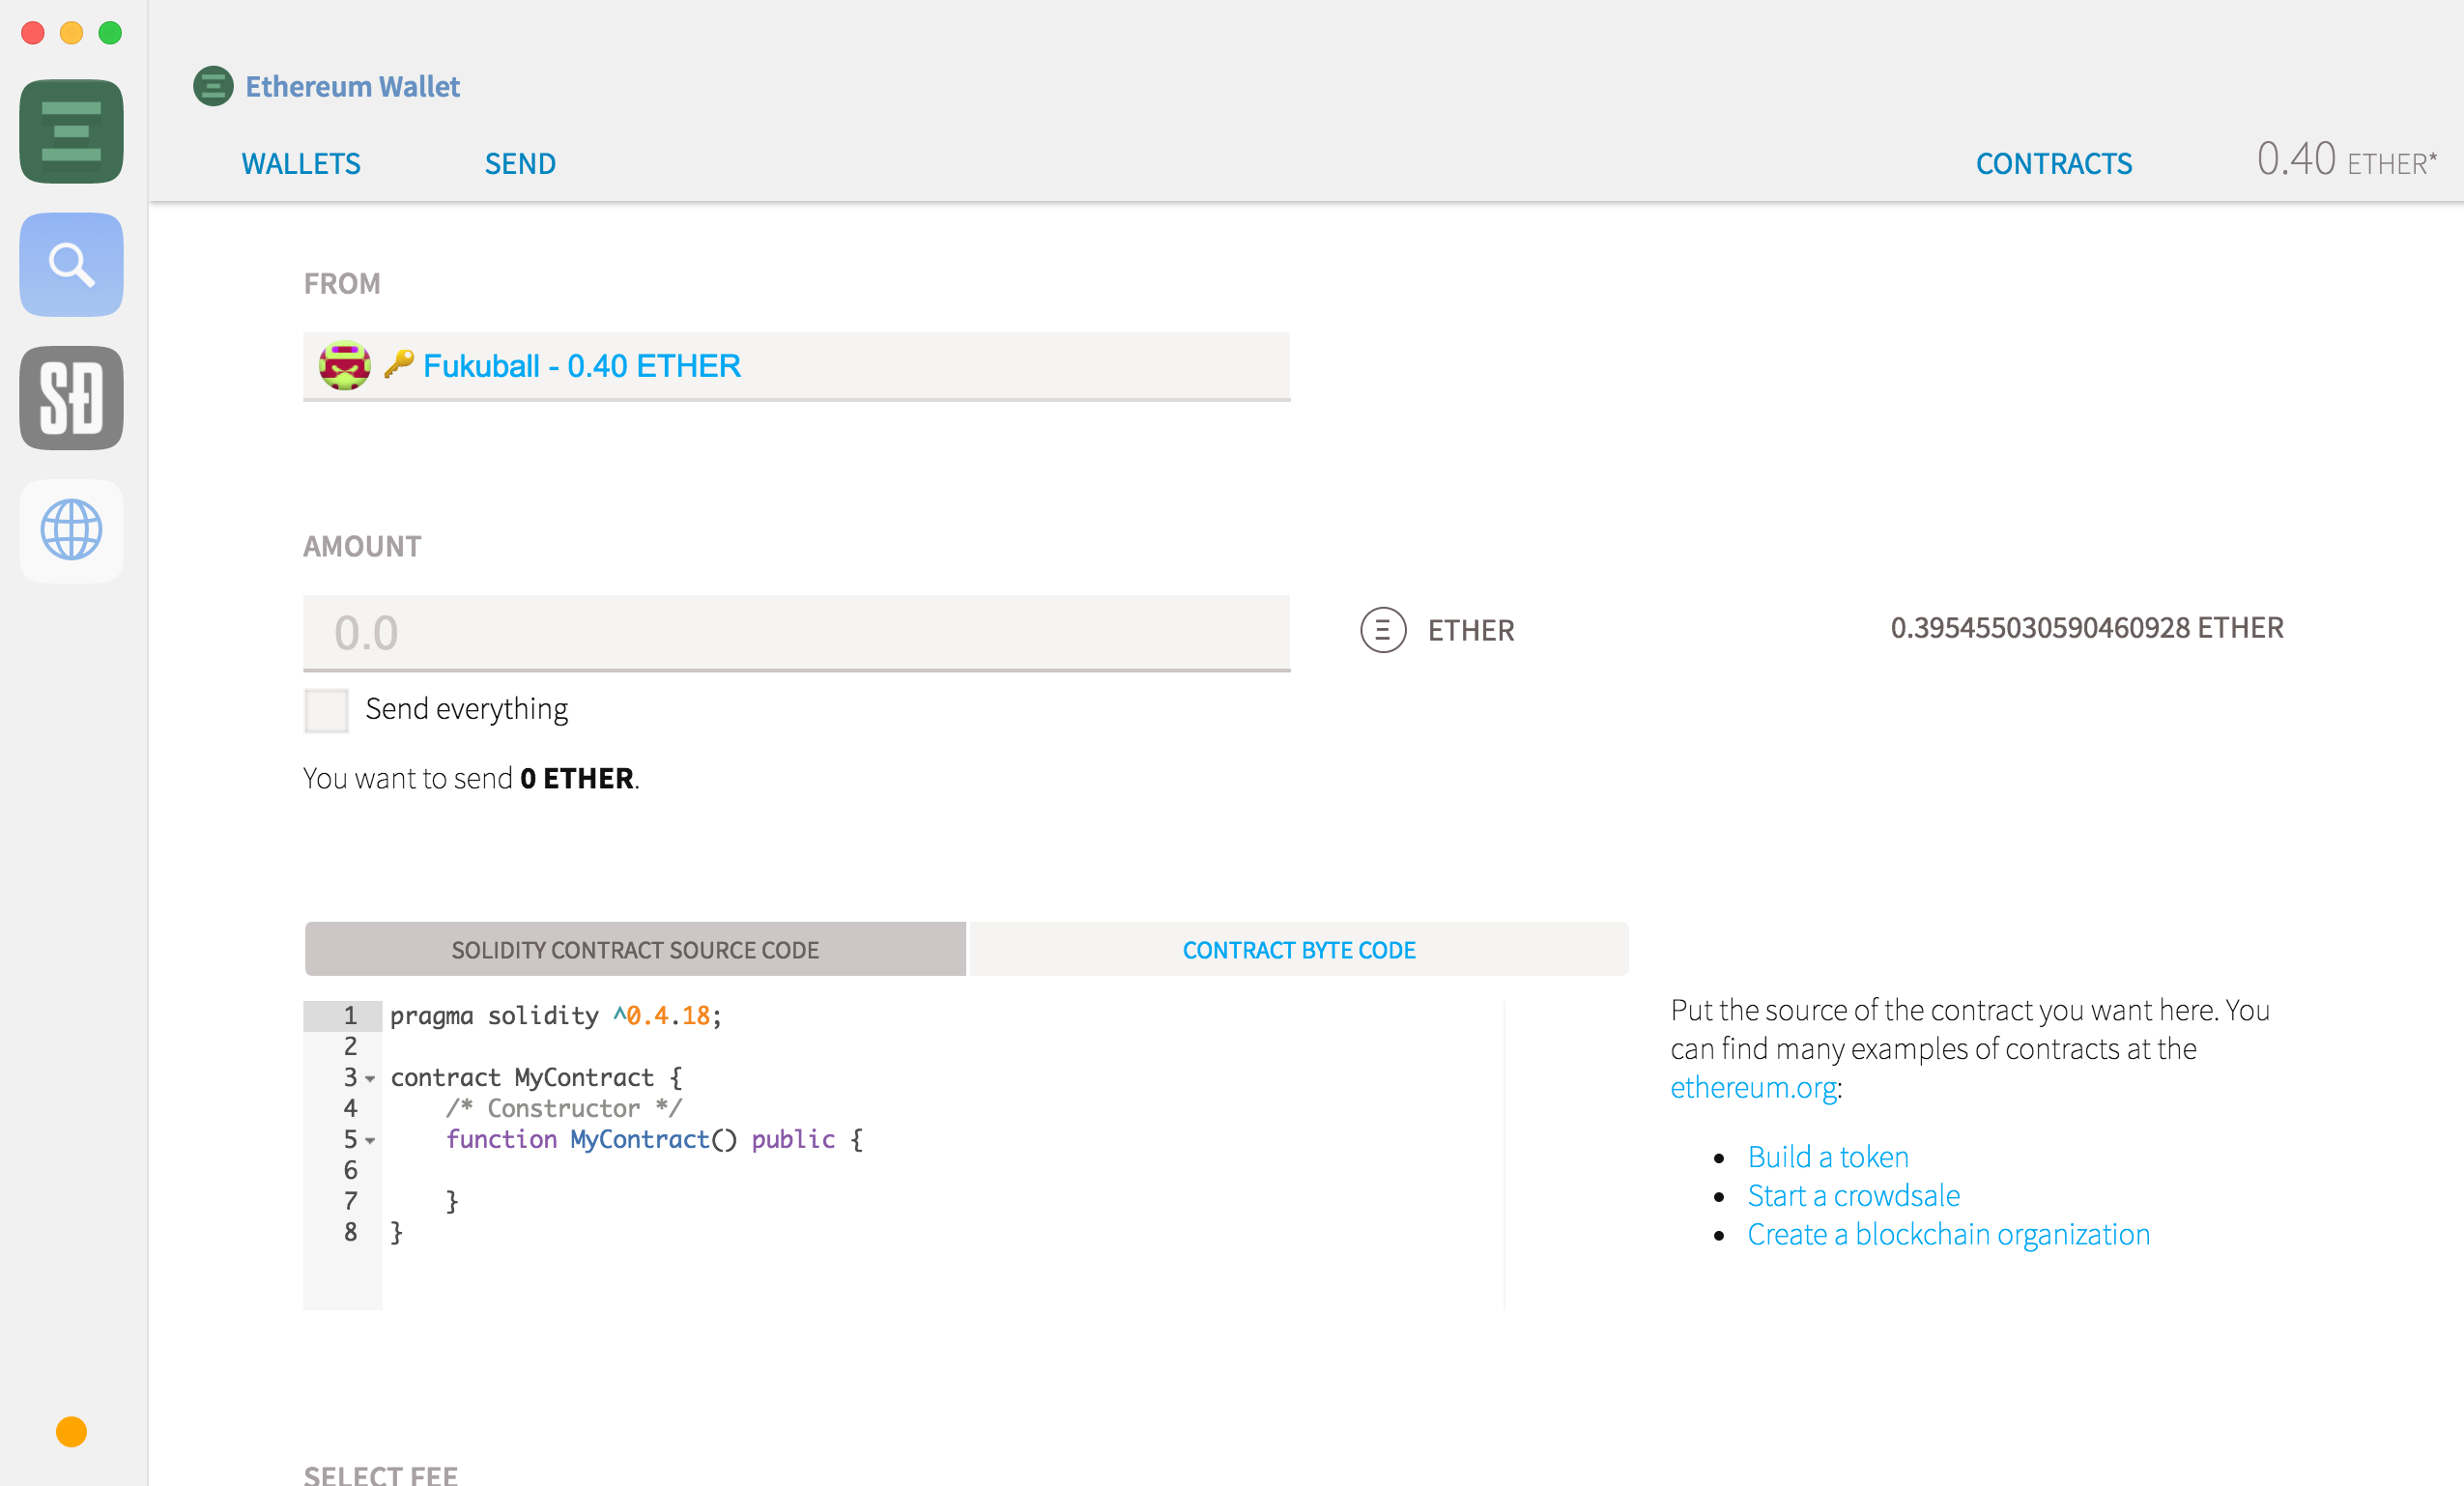 Ethereum Wallet
WALLETS SEND CONTRACTS 0.40 ETHER*
SĐ
FROM
Fukuball - 0.40 ETHER
AMOUNT
0.0
ETHER 0.395455030590460928 ETHER
Send everything
You want to send 0 ETHER.
SOLIDITY CONTRACT SOURCE CODE CONTRACT BYTE CODE
1 pragma solidity ^0.4.18;
2
3 contract MyContract {
4 /* Constructor */
5 function MyContract() public {
6
7 }
8 }
Put the source of the contract you want here. You
can find many examples of contracts at the
ethereum.org:
• Build a token
• Start a crowdsale
• Create a blockchain organization
SELECT FEE